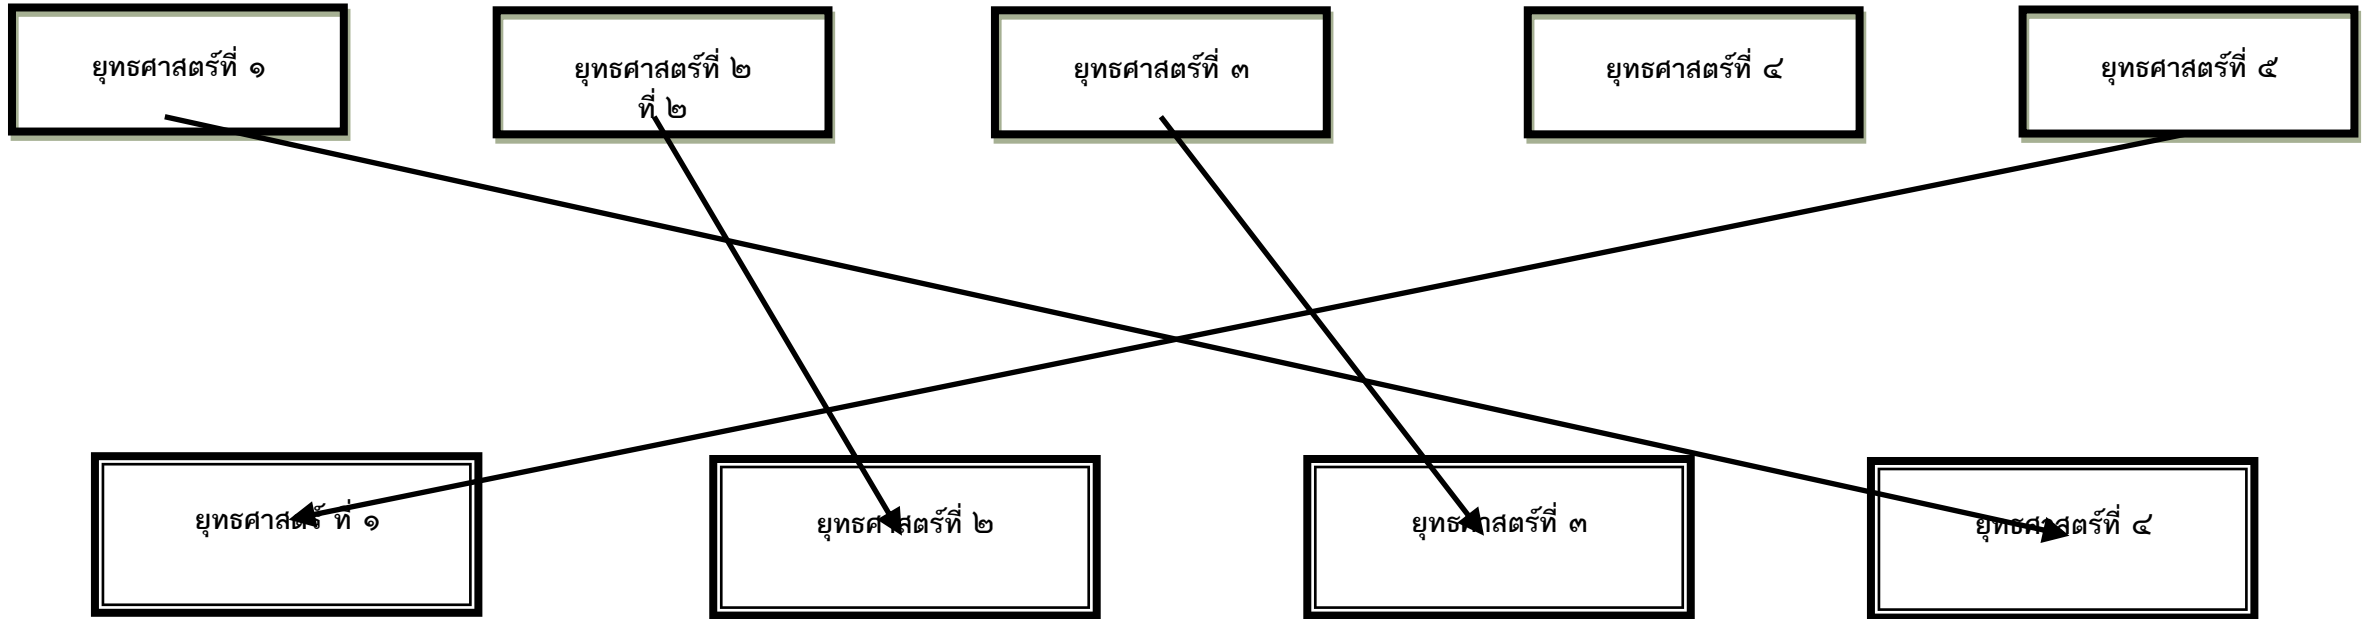 ยุทธศาสตร์ที่ ๑
ยุทธศาสตร์ที่ ๒
ที่ ๒
ยุทธศาสตร์ที่ ๓
ยุทธศาสตร์ที่ ๔
ยุทธศาสตร์ที่ ๕
ยุทธศาสตร์ ที่ ๑
ยุทธศาสตร์ที่ ๒
ยุทธศาสตร์ที่ ๓
ยุทธศาสตร์ที่ ๔